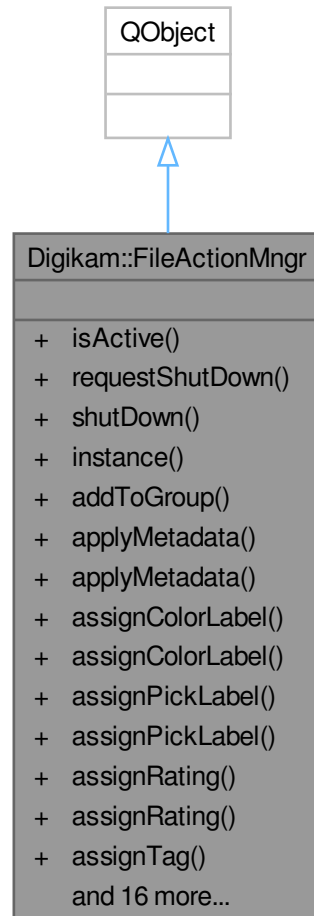 QObject
Digikam::FileActionMngr
+ isActive()
+ requestShutDown()
+ shutDown()
+ instance()
+ addToGroup()
+ applyMetadata()
+ applyMetadata()
+ assignColorLabel()
+ assignColorLabel()
+ assignPickLabel()
+ assignPickLabel()
+ assignRating()
+ assignRating()
+ assignTag()
and 16 more...